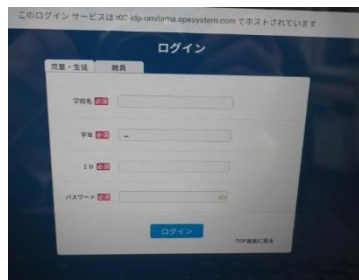 このログイン サービスは r02-idp-omitama.opesystem.com でホストされています
ログイン
児童・生徒 教員
学校名 必須
学年 必須
ID 必須
パスワード 必須
ログイン
TOP画面に戻る